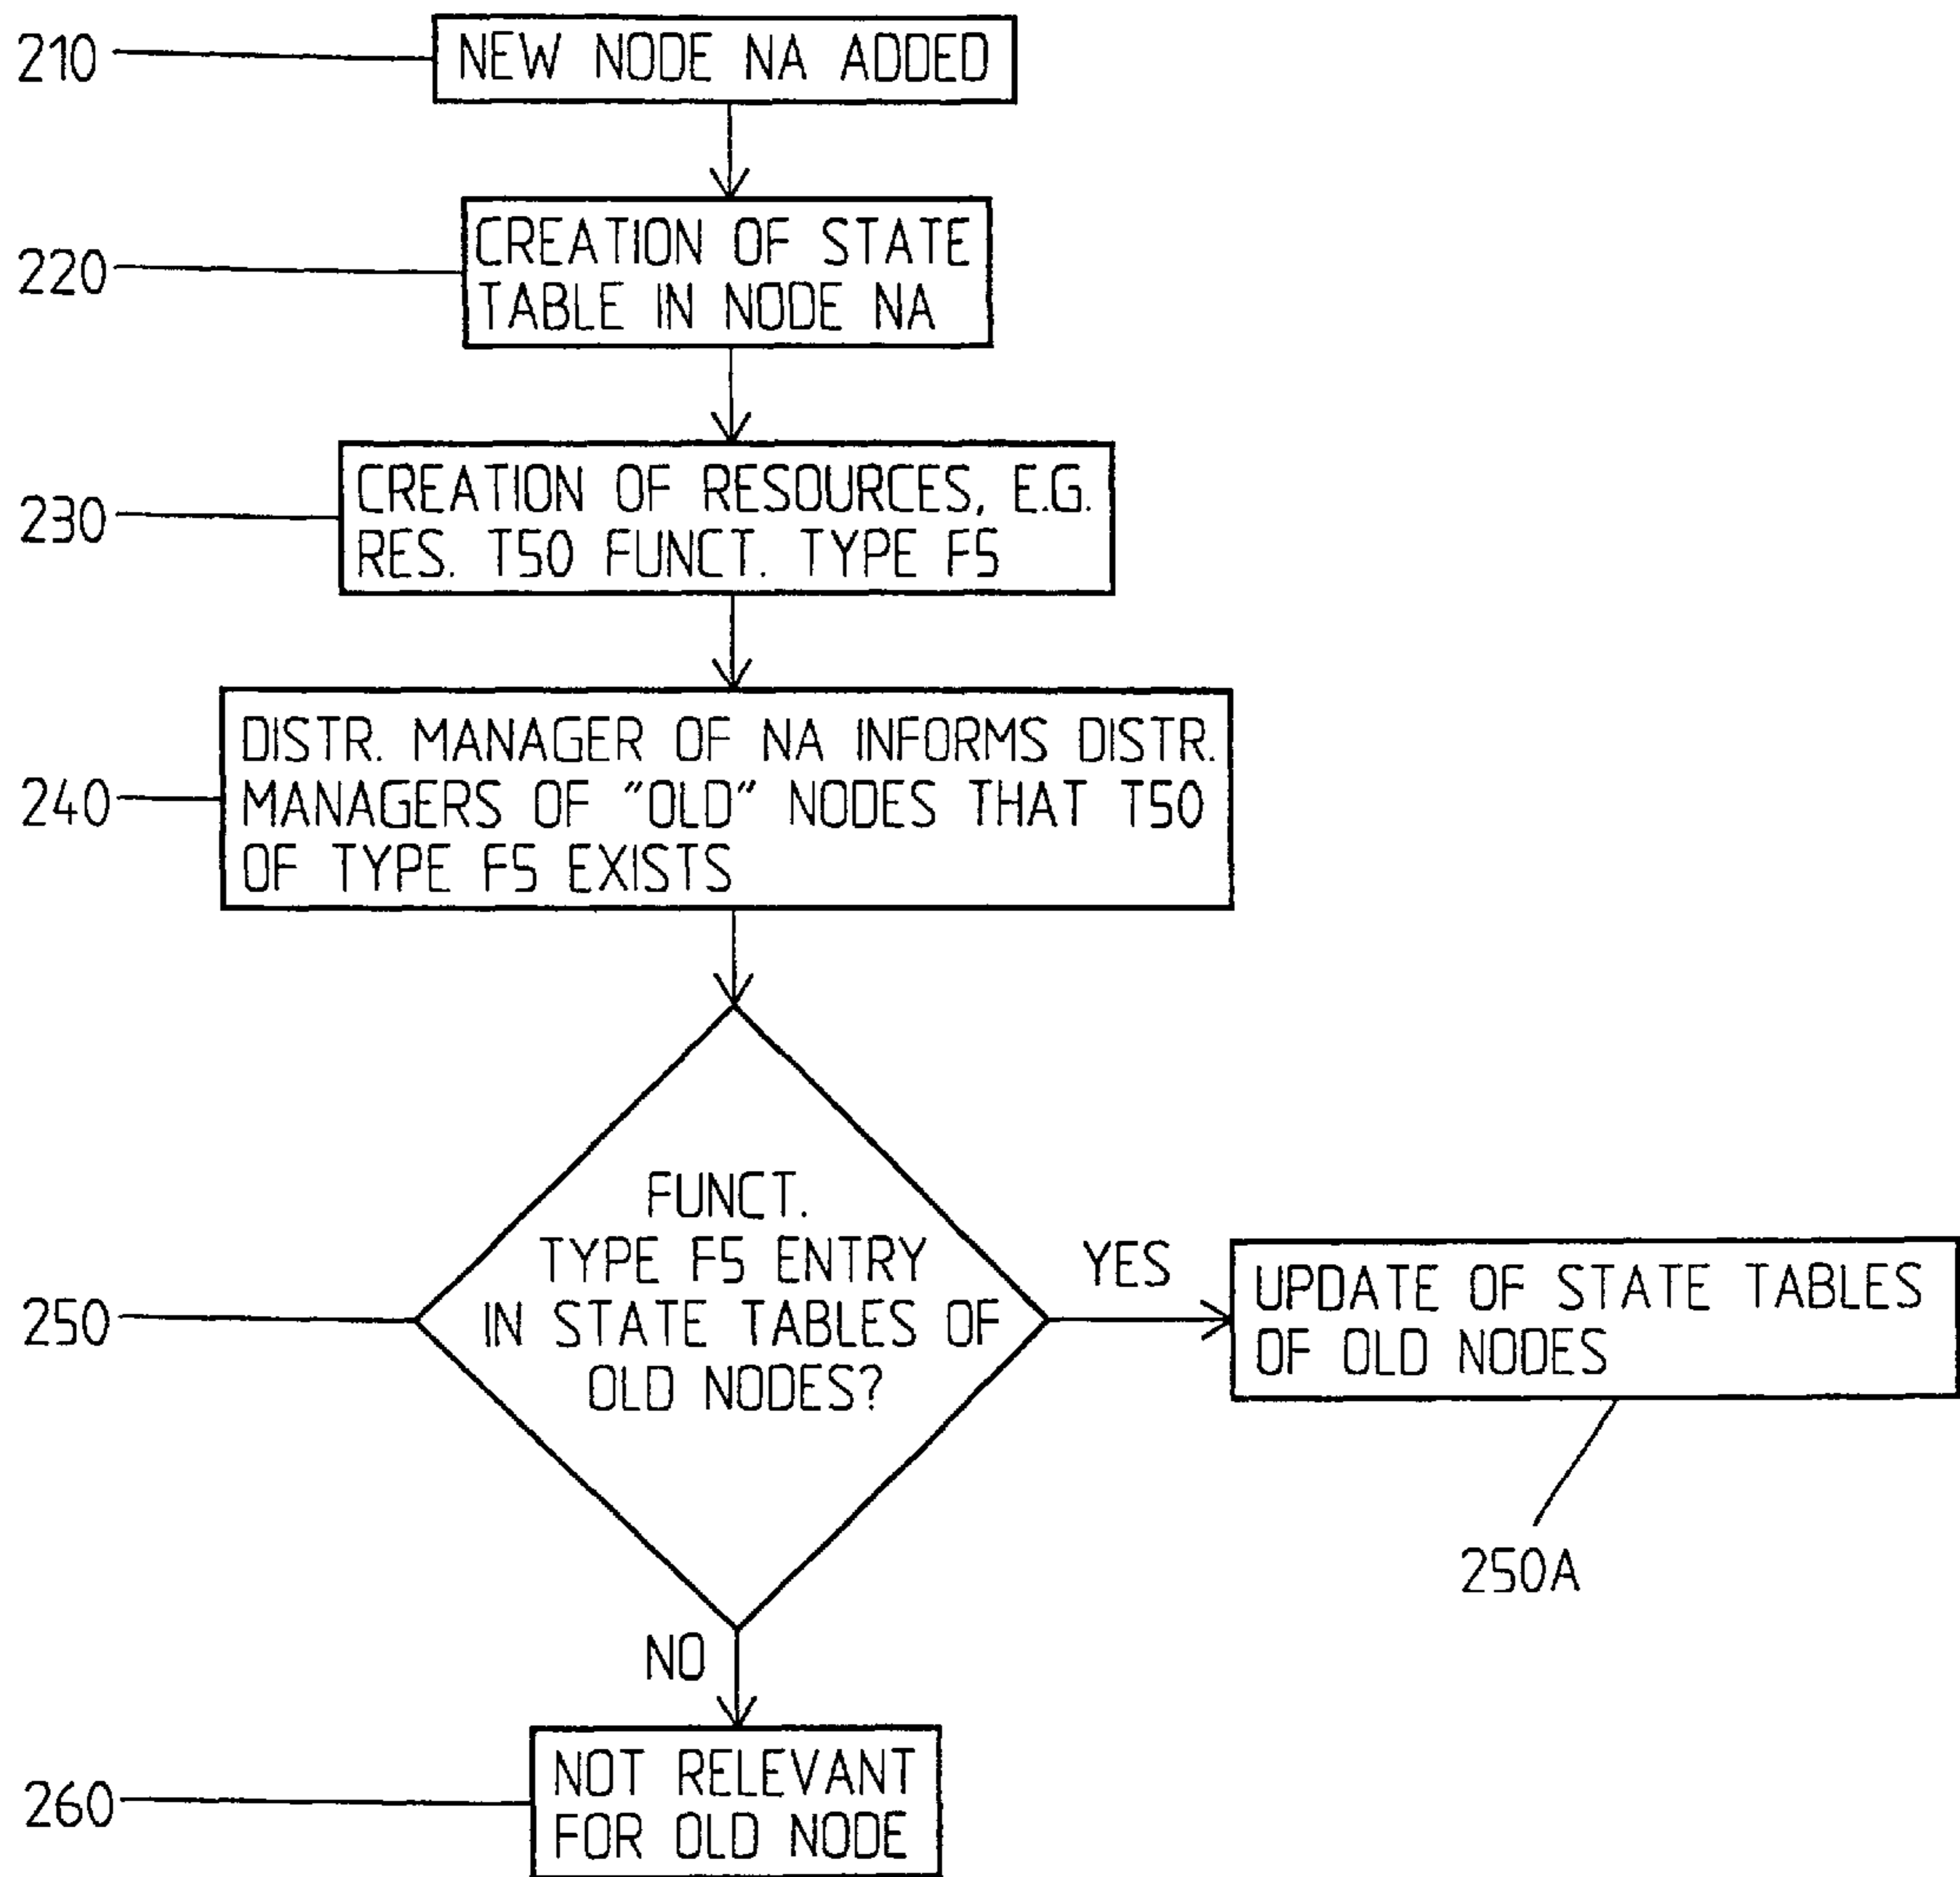 210
NEW NODE NA ADDED
220
CREATION OF STATE
TABLE IN NODE NA
230
CREATION OF RESOURCES, E.G.
RES. T50 FUNCT. TYPE F5
240
DISTR. MANAGER OF NA INFORMS DISTR.
MANAGERS OF "OLD" NODES THAT T50
OF TYPE F5 EXISTS
250
FUNCT.
TYPE F5 ENTRY
IN STATE TABLES OF
OLD NODES?
YES
UPDATE OF STATE TABLES
OF OLD NODES
250A
NO
260
NOT RELEVANT
FOR OLD NODE